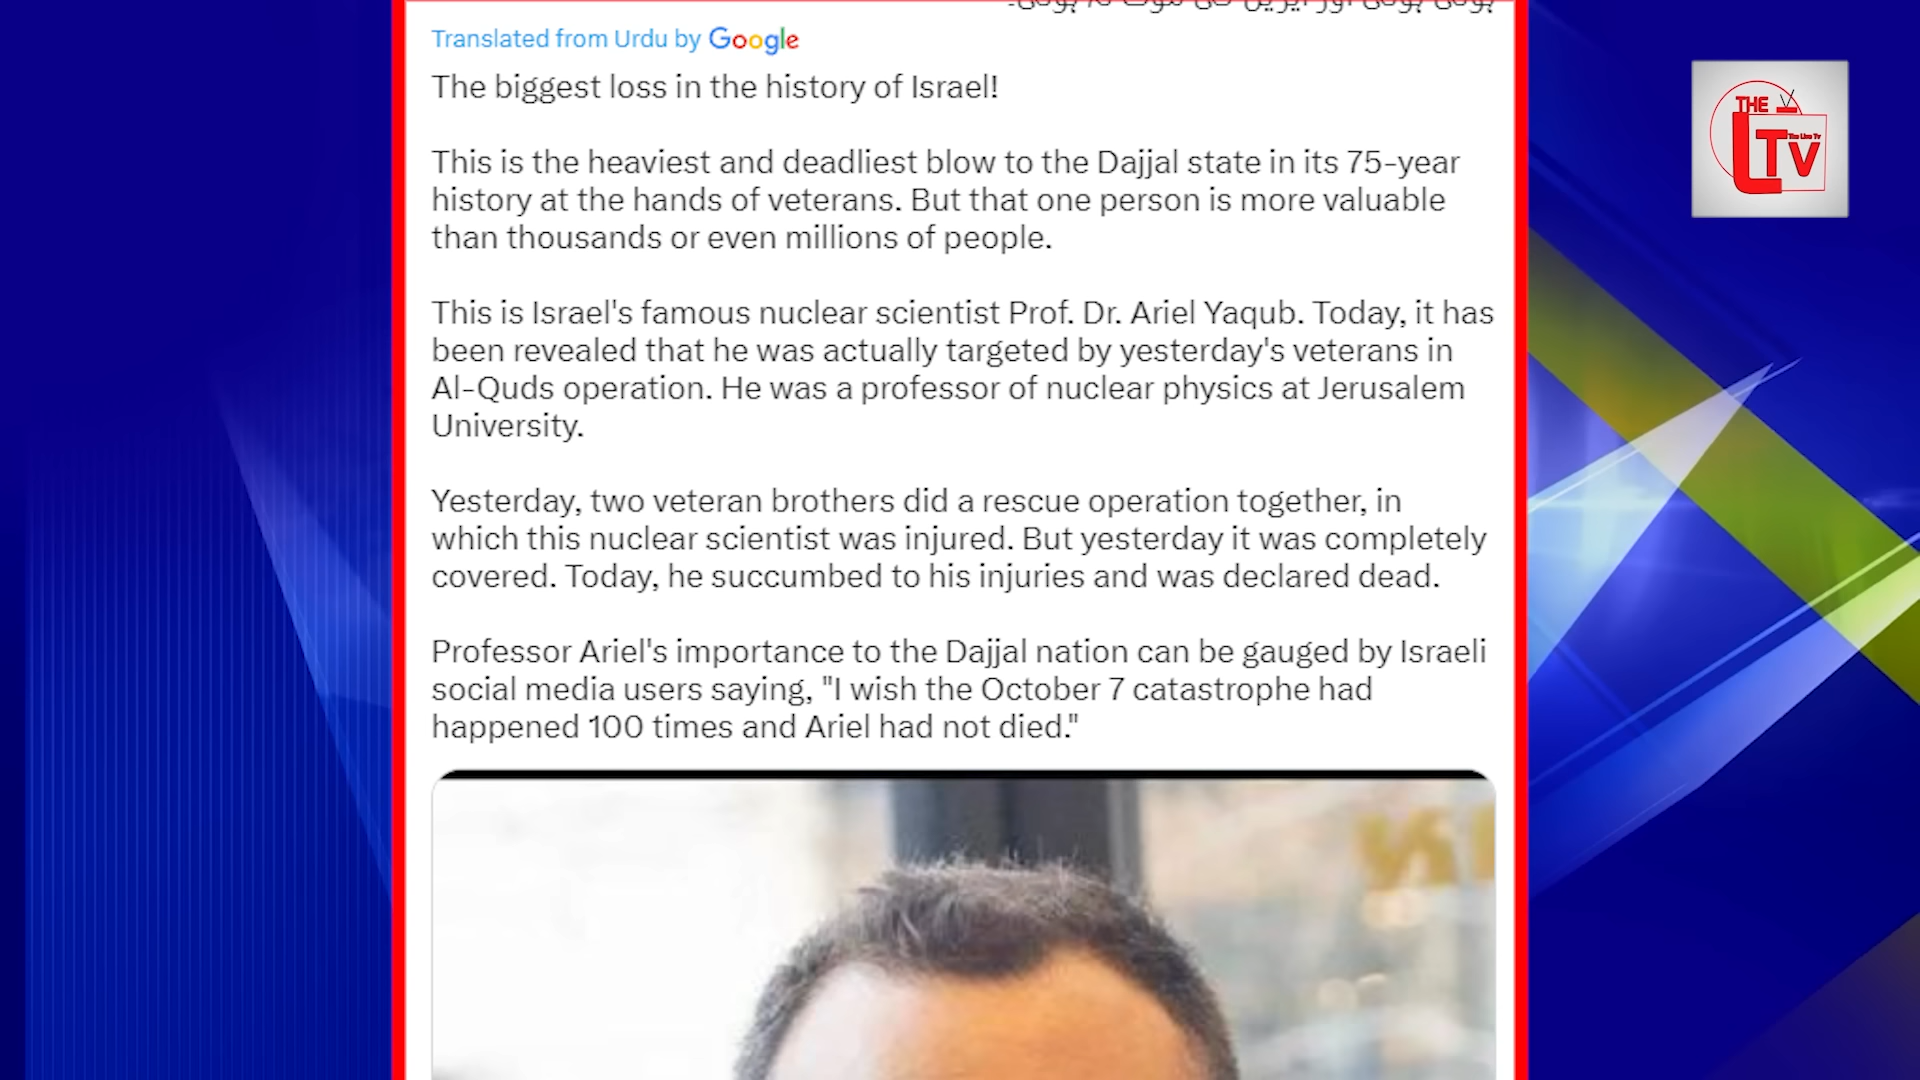 Translated from Urdu by Google
The biggest loss in the history of Israel!
This is the heaviest and deadliest blow to the Dajjal state in its 75-year
history at the hands of veterans. But that one person is more valuable
than thousands or even millions of people.
This is Israel's famous nuclear scientist Prof. Dr. Ariel Yaqub. Today, it has
been revealed that he was actually targeted by yesterday's veterans in
Al-Quds operation. He was a professor of nuclear physics at Jerusalem
University.
Yesterday, two veteran brothers did a rescue operation together, in
which this nuclear scientist was injured. But yesterday it was completely
covered. Today, he succumbed to his injuries and was declared dead.
Professor Ariel's importance to the Dajjal nation can be gauged by Israeli
social media users saying, "I wish the October 7 catastrophe had
happened 100 times and Ariel had not died."
THE
LTV
The Live Tv